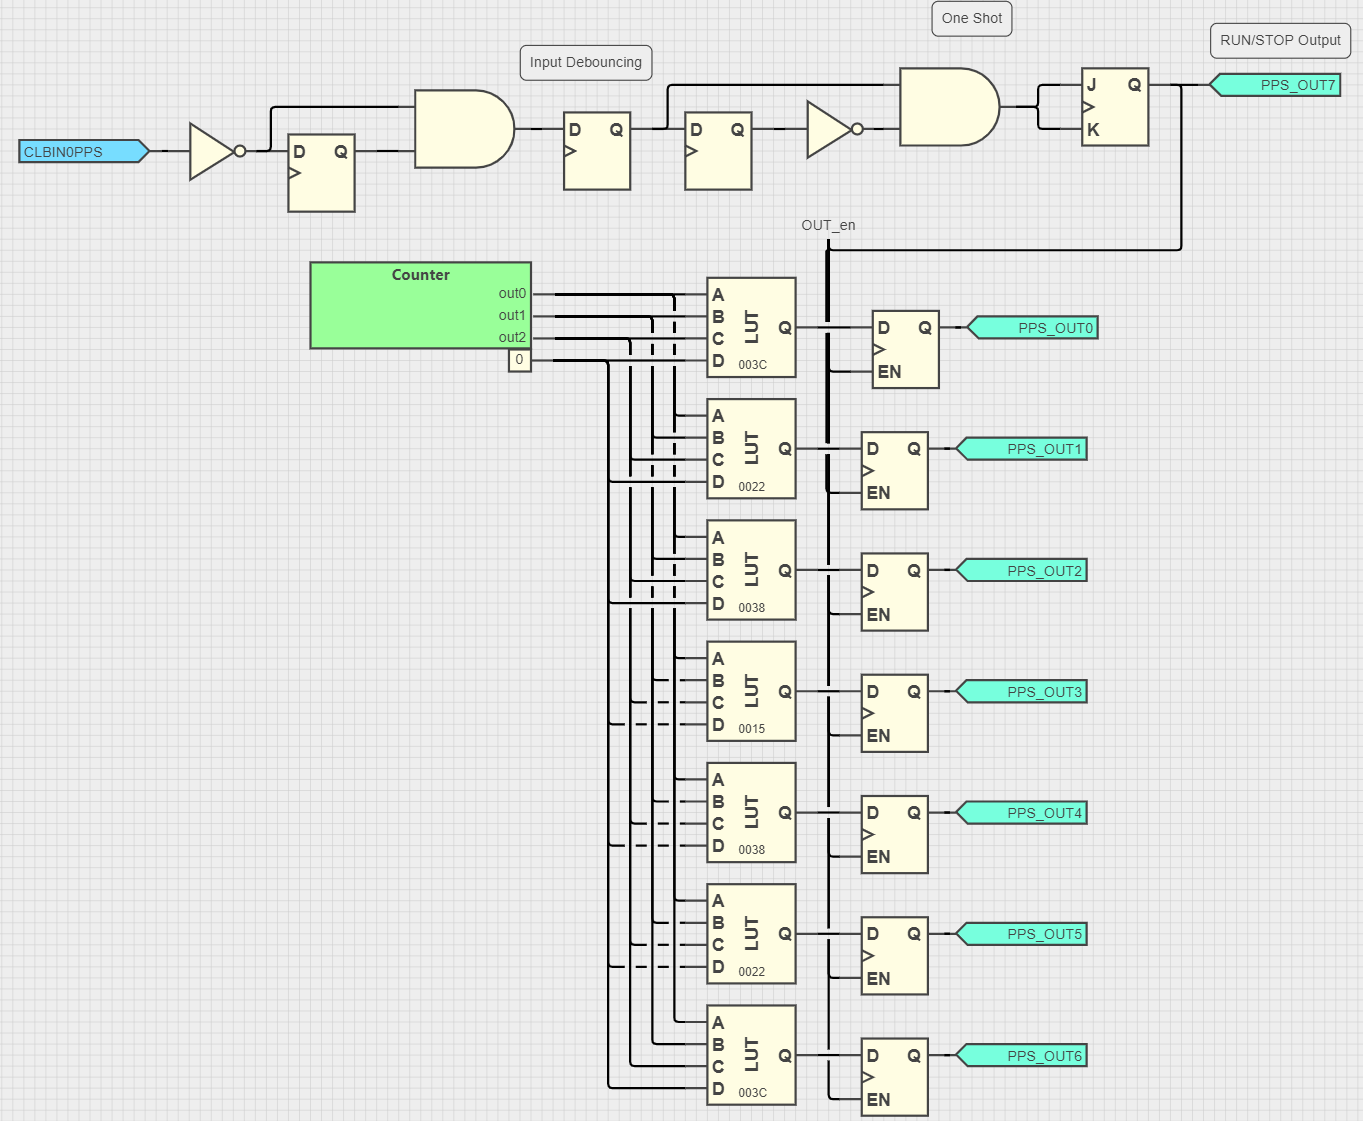 One Shot
RUN/STOP Output
Input Debouncing
J Q
K
PPS_OUT7
D Q
D Q
CLBIN0PPS
D Q
OUT_en
Counter
out0
out1
out2
0
A
B
C
D
LUT
Q
003C
D Q
EN
PPS_OUT0
A
B
C
D
LUT
Q
0022
D Q
EN
PPS_OUT1
A
B
C
D
LUT
Q
0038
D Q
EN
PPS_OUT2
A
B
C
D
LUT
Q
0015
D Q
EN
PPS_OUT3
A
B
C
D
LUT
Q
0038
D Q
EN
PPS_OUT4
A
B
C
D
LUT
Q
0022
D Q
EN
PPS_OUT5
A
B
C
D
LUT
Q
003C
D Q
EN
PPS_OUT6